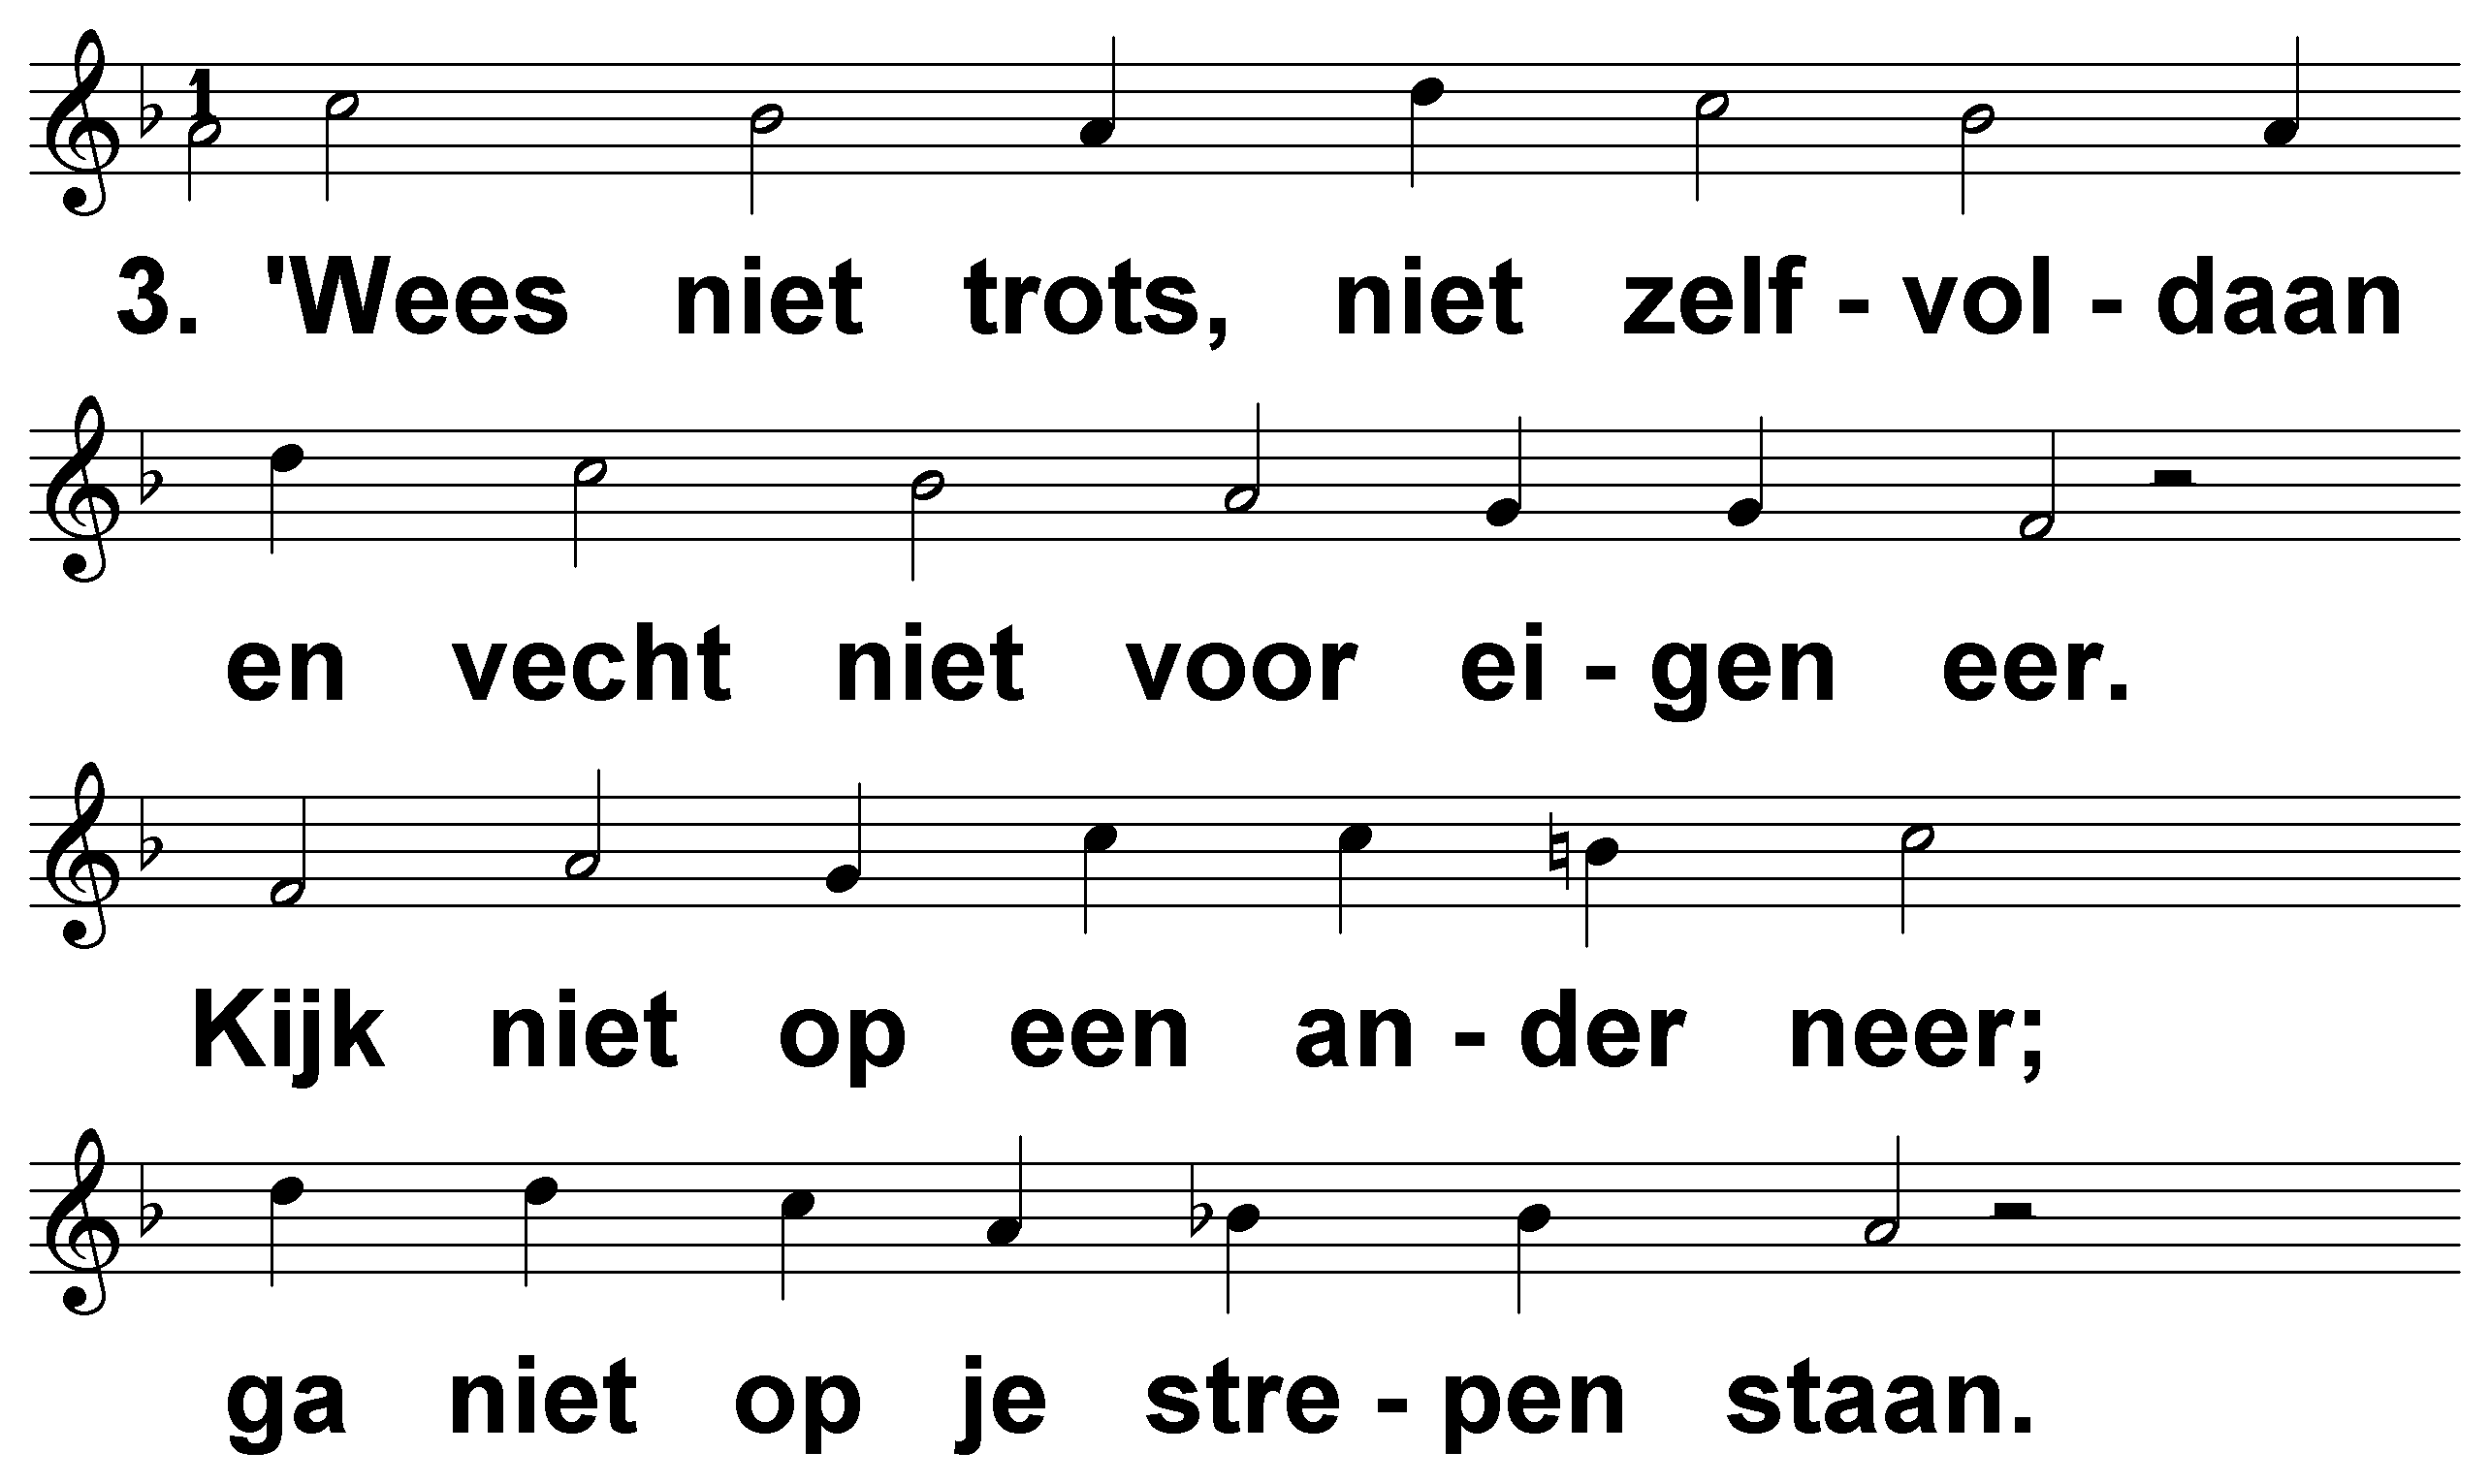 1
3. 'Wees niet trots, niet zelf - vol - daan
en vecht niet voor ei - gen eer.
Kijk niet op een an - der neer;
ga niet op je stre - pen staan.